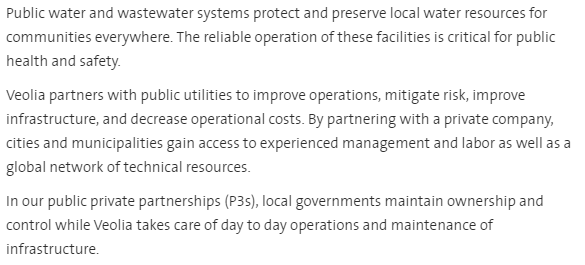 Public water and wastewater systems protect and preserve local water resources for
communities everywhere. The reliable operation of these facilities is critical for public
health and safety.
Veolia partners with public utilities to improve operations, mitigate risk, improve
infrastructure, and decrease operational costs. By partnering with a private company,
cities and municipalities gain access to experienced management and labor as well as a
global network of technical resources.
In our public private partnerships (P3s), local governments maintain ownership and
control while Veolia takes care of day to day operations and maintenance of
infrastructure.